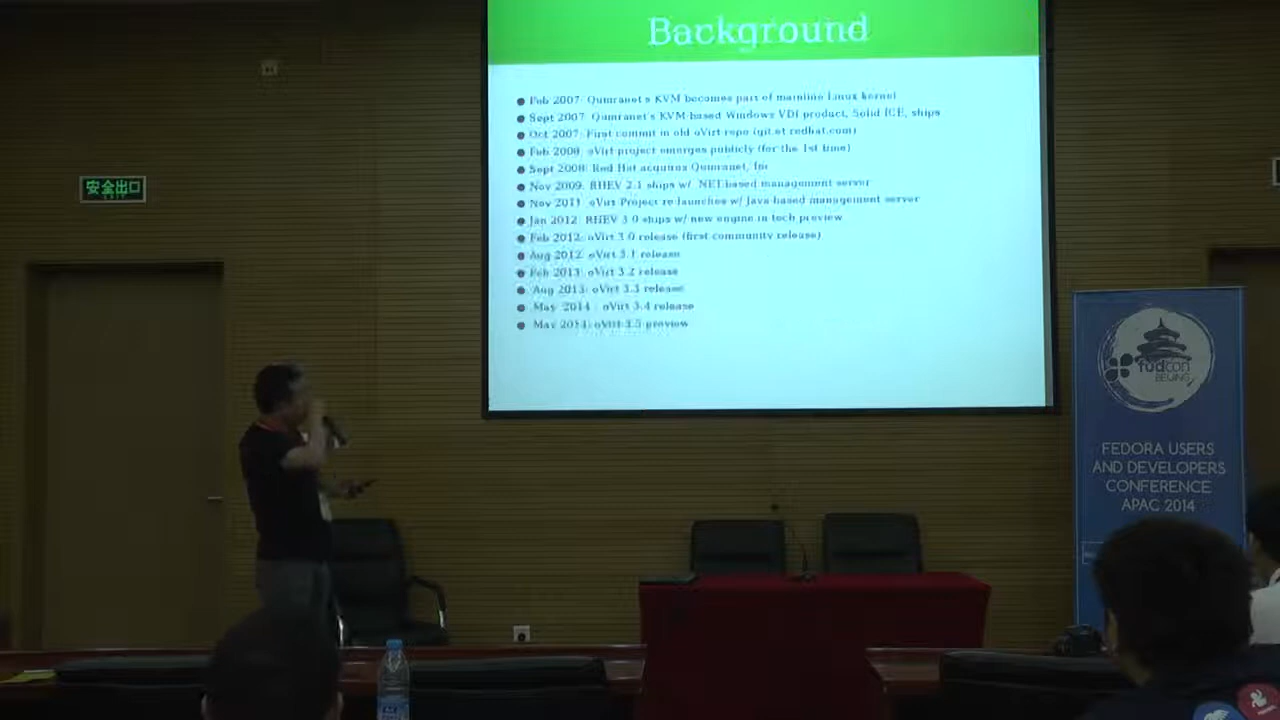 Background
Feb 2007: Qumranet's KVM becomes part of mainline Linux kernel
Sept 2007: Qumranet's KVM-based Windows VDI product, Solid ICE, ships
Oct 2007: First commit in old oVirt repo (git.et.redhat.com)
Feb 2008: oVirt project emerges publicly (for the 1st time)
Sept 2008: Red Hat acquires Qumranet, Inc
Nov 2009: RHEV 2.1 ships w/ .NET-based management server
Nov 2011: oVirt Project re-launches w/ Java-based management server
Jan 2012: RHEV 3.0 ships w/ new engine in tech preview
Feb 2012: oVirt 3.0 release (first community release)
Aug 2012: oVirt 3.1 release
Feb 2013: oVirt 3.2 release
Aug 2013: oVirt 3.3 release
May 2014 : oVirt 3.4 release
May 2014: oVirt 3.5 preview
安全出口
fudcon
BEIJING
FEDORA USERS
AND DEVELOPERS
CONFERENCE
APAC 2014